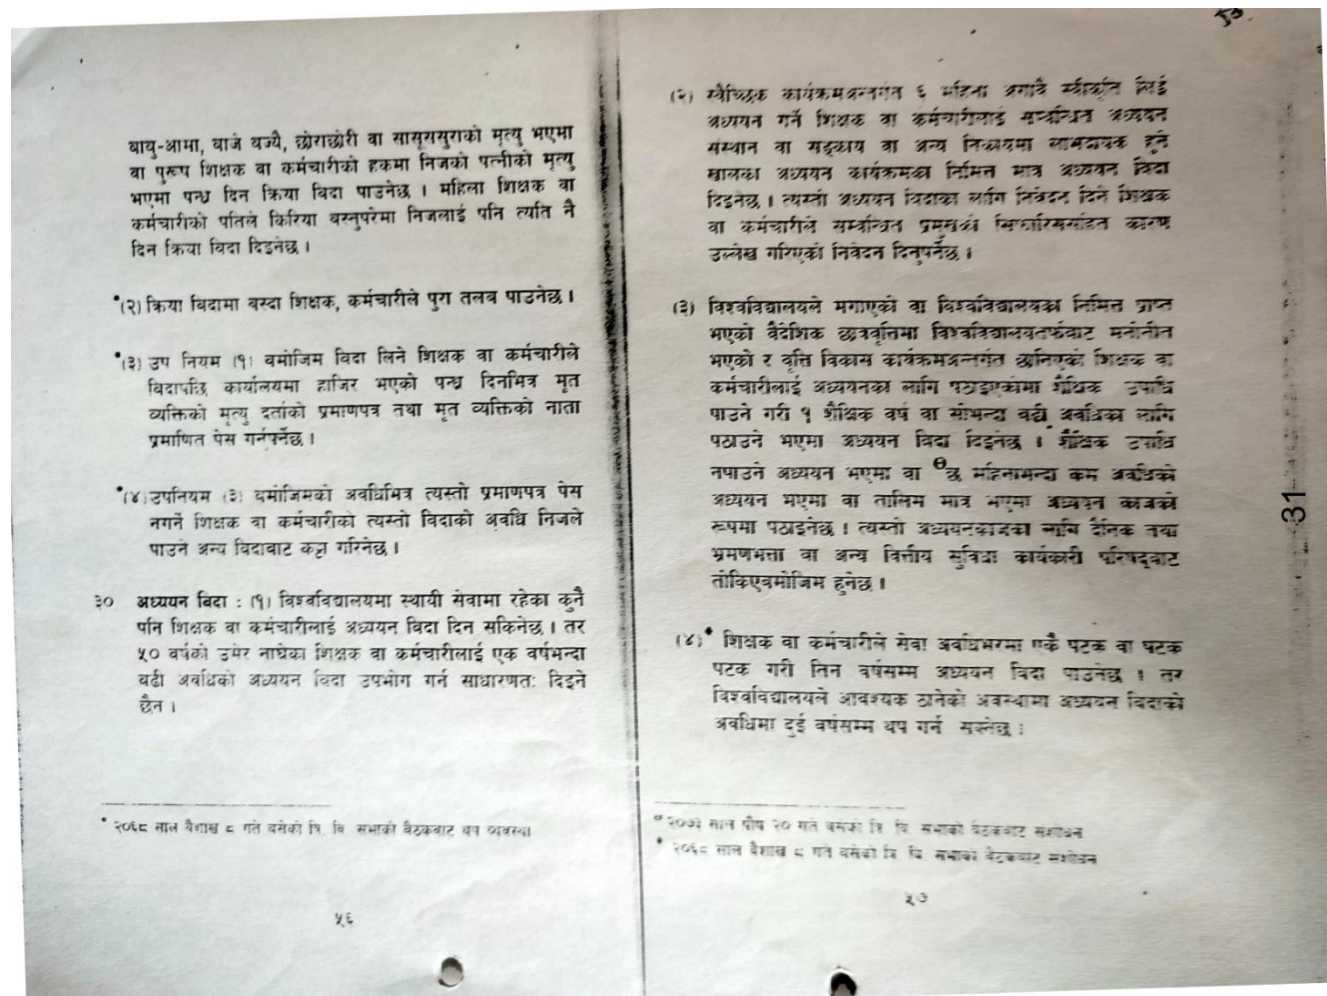 बाबु-आमा, बाजे बज्यै, छोराछोरी वा सासूससुराको मृत्यु भएमा
वा पुरूष शिक्षक वा कर्मचारीको हकमा निजको पत्नीको मृत्यु
भएमा पन्ध्र दिन क्रिया बिदा पाउनेछ । महिला शिक्षक वा
कर्मचारीको पतिले किरिया बस्नुपरेमा निजलाई पनि त्यति नै
दिन क्रिया बिदा दिइनेछ ।
*(२) क्रिया बिदामा बस्दा शिक्षक, कर्मचारीले पुरा तलब पाउनेछ ।
*(३) उप नियम (१) बमोजिम बिदा लिने शिक्षक वा कर्मचारीले
बिदापछि कार्यालयमा हाजिर भएको पन्ध्र दिनभित्र मृत
व्यक्तिको मृत्यु दर्ताको प्रमाणपत्र तथा मृत व्यक्तिको नाता
प्रमाणित पेस गर्नुपर्नेछ ।
*(४) उपनियम (३) बमोजिमको अवधिभित्र त्यस्तो प्रमाणपत्र पेस
नगर्ने शिक्षक वा कर्मचारीको त्यस्तो बिदाको अवधि निजले
पाउने अन्य बिदाबाट कट्टा गरिनेछ ।
३० अध्ययन बिदा : (१) विश्वविद्यालयमा स्थायी सेवामा रहेका कुनै
पनि शिक्षक वा कर्मचारीलाई अध्ययन बिदा दिन सकिनेछ । तर
५० वर्षको उमेर नाघेका शिक्षक वा कर्मचारीलाई एक वर्षभन्दा
बढी अवधिको अध्ययन बिदा उपभोग गर्न साधारणतः दिइने
छैन ।
* २०६८ साल बैशाख ८ गते बसेको त्रि. वि. सभाको बैठकबाट थप व्यवस्था
५६
(२) स्वैच्छिक कार्यक्रमअन्तर्गत ६ महिना अगावै स्वीकृति लिई
अध्ययन गर्ने शिक्षक वा कर्मचारीलाई सम्बन्धित अध्ययन
संस्थान वा सङ्काय वा अन्य निकायमा लाभदायक हुने
खालका अध्ययन कार्यक्रमका निमित्त मात्र अध्ययन बिदा
दिइनेछ । त्यस्तो अध्ययन बिदाका लागि निवेदन दिने शिक्षक
वा कर्मचारीले सम्बन्धित प्रमुखको सिफारिससहित कारण
उल्लेख गरिएको निवेदन दिनुपर्नेछ ।
(३) विश्वविद्यालयले मगाएको वा विश्वविद्यालयका निमित्त प्राप्त
भएको वैदेशिक छात्रवृत्तिमा विश्वविद्यालयतर्फबाट मनोनीत
भएको र वृत्ति विकास कार्यक्रमअन्तर्गत छानिएको शिक्षक वा
कर्मचारीलाई अध्ययनका लागि पठाइएकोमा शैक्षिक उपाधि
पाउने गरी १ शैक्षिक वर्ष वा सोभन्दा बढी अवधिका लागि
पठाउने भएमा अध्ययन बिदा दिइनेछ । शैक्षिक उपाधि
नपाउने अध्ययन भएमा वा छ महिनाभन्दा कम अवधिको
अध्ययन भएमा वा तालिम मात्र भएमा अध्ययन काजको
रूपमा पठाइनेछ । त्यस्तो अध्ययनकाजका लागि दैनिक तथा
भ्रमणभत्ता वा अन्य वित्तीय सुविधा कार्यकारी परिषद्बाट
तोकिएबमोजिम हुनेछ ।
(४)* शिक्षक वा कर्मचारीले सेवा अवधिभरमा एकै पटक वा पटक
पटक गरी तिन वर्षसम्म अध्ययन बिदा पाउनेछ । तर
विश्वविद्यालयले आवश्यक ठानेको अवस्थामा अध्ययन बिदाको
अवधिमा दुई वर्षसम्म थप गर्न सक्नेछ ।
२०७३ साल पौष २० गते बसेको त्रि. वि. सभाको बैठकबाट संशोधन
* २०६८ साल बैशाख ८ गते बसेको त्रि. वि. सभाको बैठकबाट संशोधन
५७
31